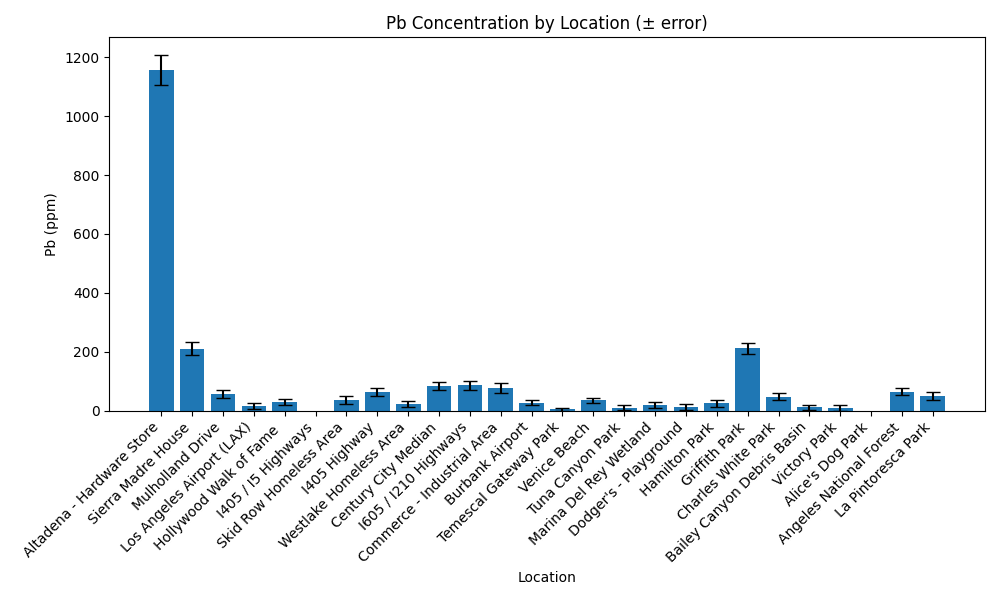 Pb Concentration by Location (± error)
Pb (ppm)
1200
1000
800
600
400
200
0
Altadena - Hardware Store
Sierra Madre House
Mulholland Drive
Los Angeles Airport (LAX)
Hollywood Walk of Fame
I405 / I5 Highways
Skid Row Homeless Area
I405 Highway
Westlake Homeless Area
Century City Median
I605 / I210 Highways
Commerce - Industrial Area
Burbank Airport
Temescal Gateway Park
Venice Beach
Tuna Canyon Park
Marina Del Rey Wetland
Dodger's - Playground
Hamilton Park
Griffith Park
Charles White Park
Bailey Canyon Debris Basin
Victory Park
Alice's Dog Park
Angeles National Forest
La Pintoresca Park
Location